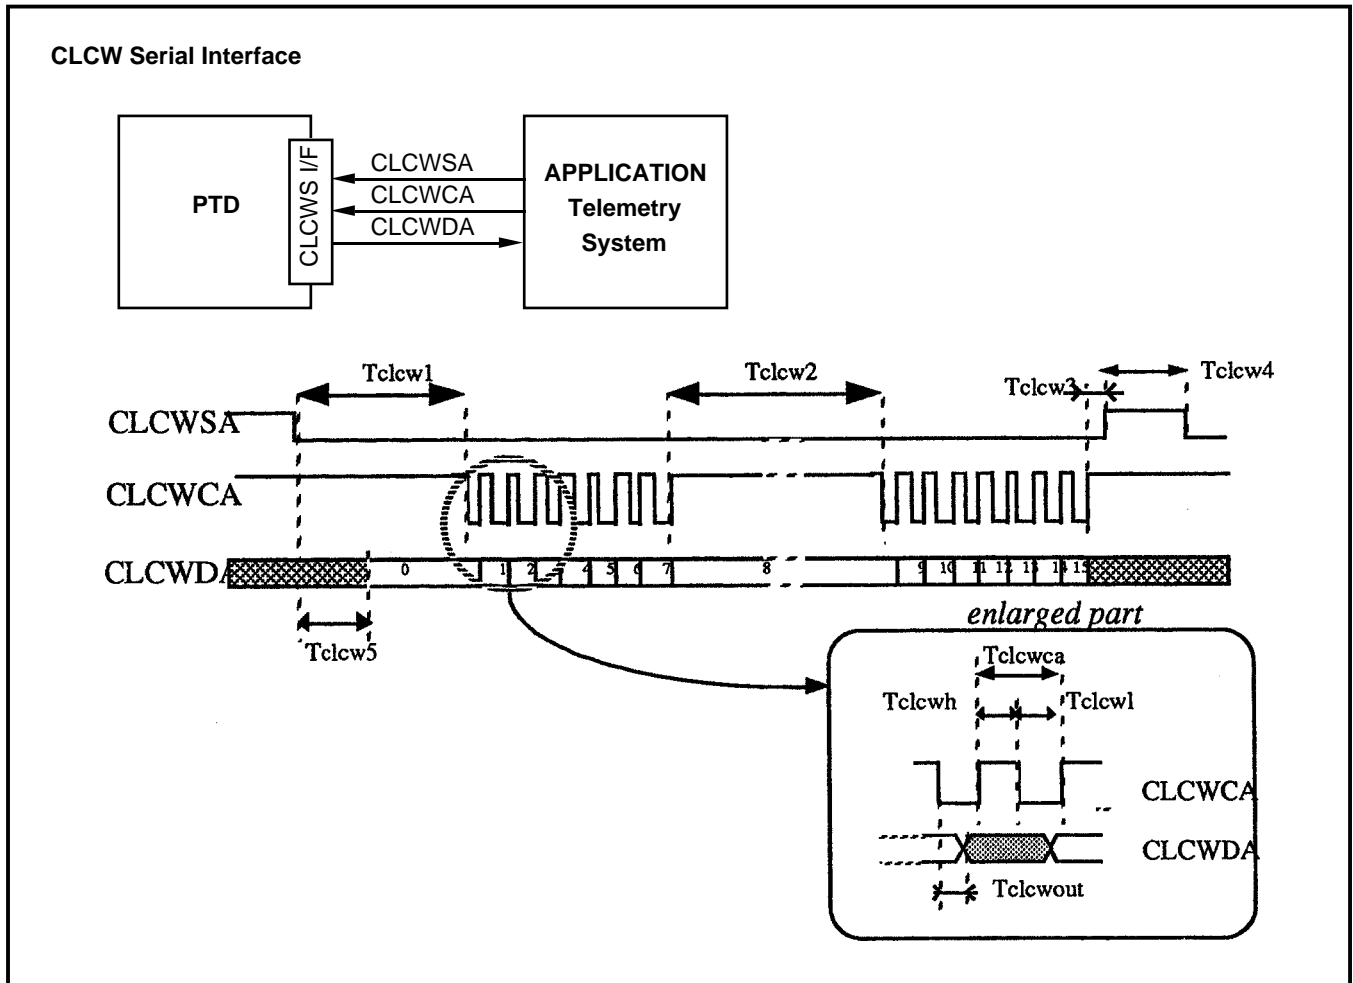 CLCW Serial Interface
PTD
CLCWS I/F
CLCWSA
CLCWCA
CLCWDA
APPLICATION
Telemetry
System
Tclcw1
Tclcw2
Tclcw3
Tclcw4
CLCWSA
CLCWCA
CLCWDA
0 1 2 3 4 5 6 7 8 9 10 11 12 13 14 15
Tclcw5
enlarged part
Tclcwca
Tclcwh
Tclcwl
CLCWCA
CLCWDA
Tclcwout